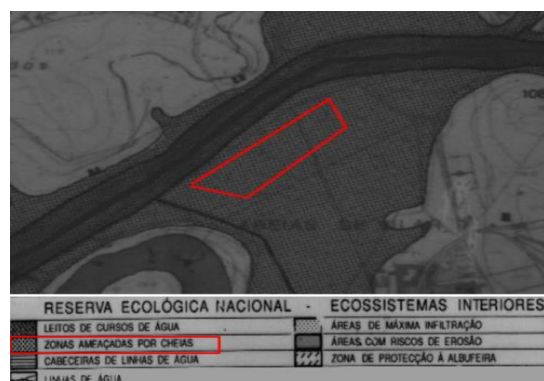 108
RESERVA ECOLÓGICA NACIONAL - ECOSSISTEMAS INTERIORES
LEITOS DE CURSOS DE ÁGUA
ZONAS AMEAÇADAS POR CHEIAS
CABECEIRAS DE LINHAS DE ÁGUA
LINHAS DE ÁGUA
ÁREAS DE MÁXIMA INFILTRAÇÃO
ÁREAS COM RISCOS DE EROSÃO
ZONA DE PROTECÇÃO À ALBUFEIRA